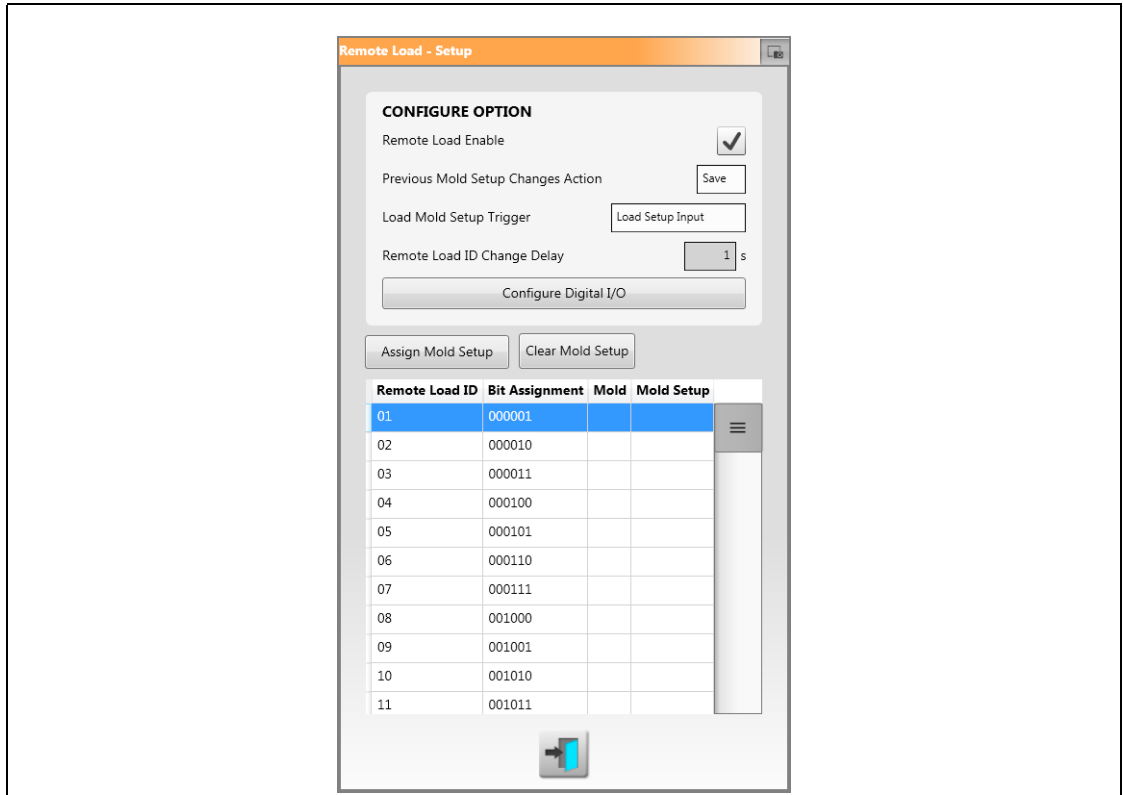 Remote Load - Setup
CONFIGURE OPTION
Remote Load Enable
Previous Mold Setup Changes Action Save
Load Mold Setup Trigger Load Setup Input
Remote Load ID Change Delay 1 s
Configure Digital I/O
Assign Mold Setup Clear Mold Setup
Remote Load ID Bit Assignment Mold Mold Setup
01 000001
02 000010
03 000011
04 000100
05 000101
06 000110
07 000111
08 001000
09 001001
10 001010
11 001011